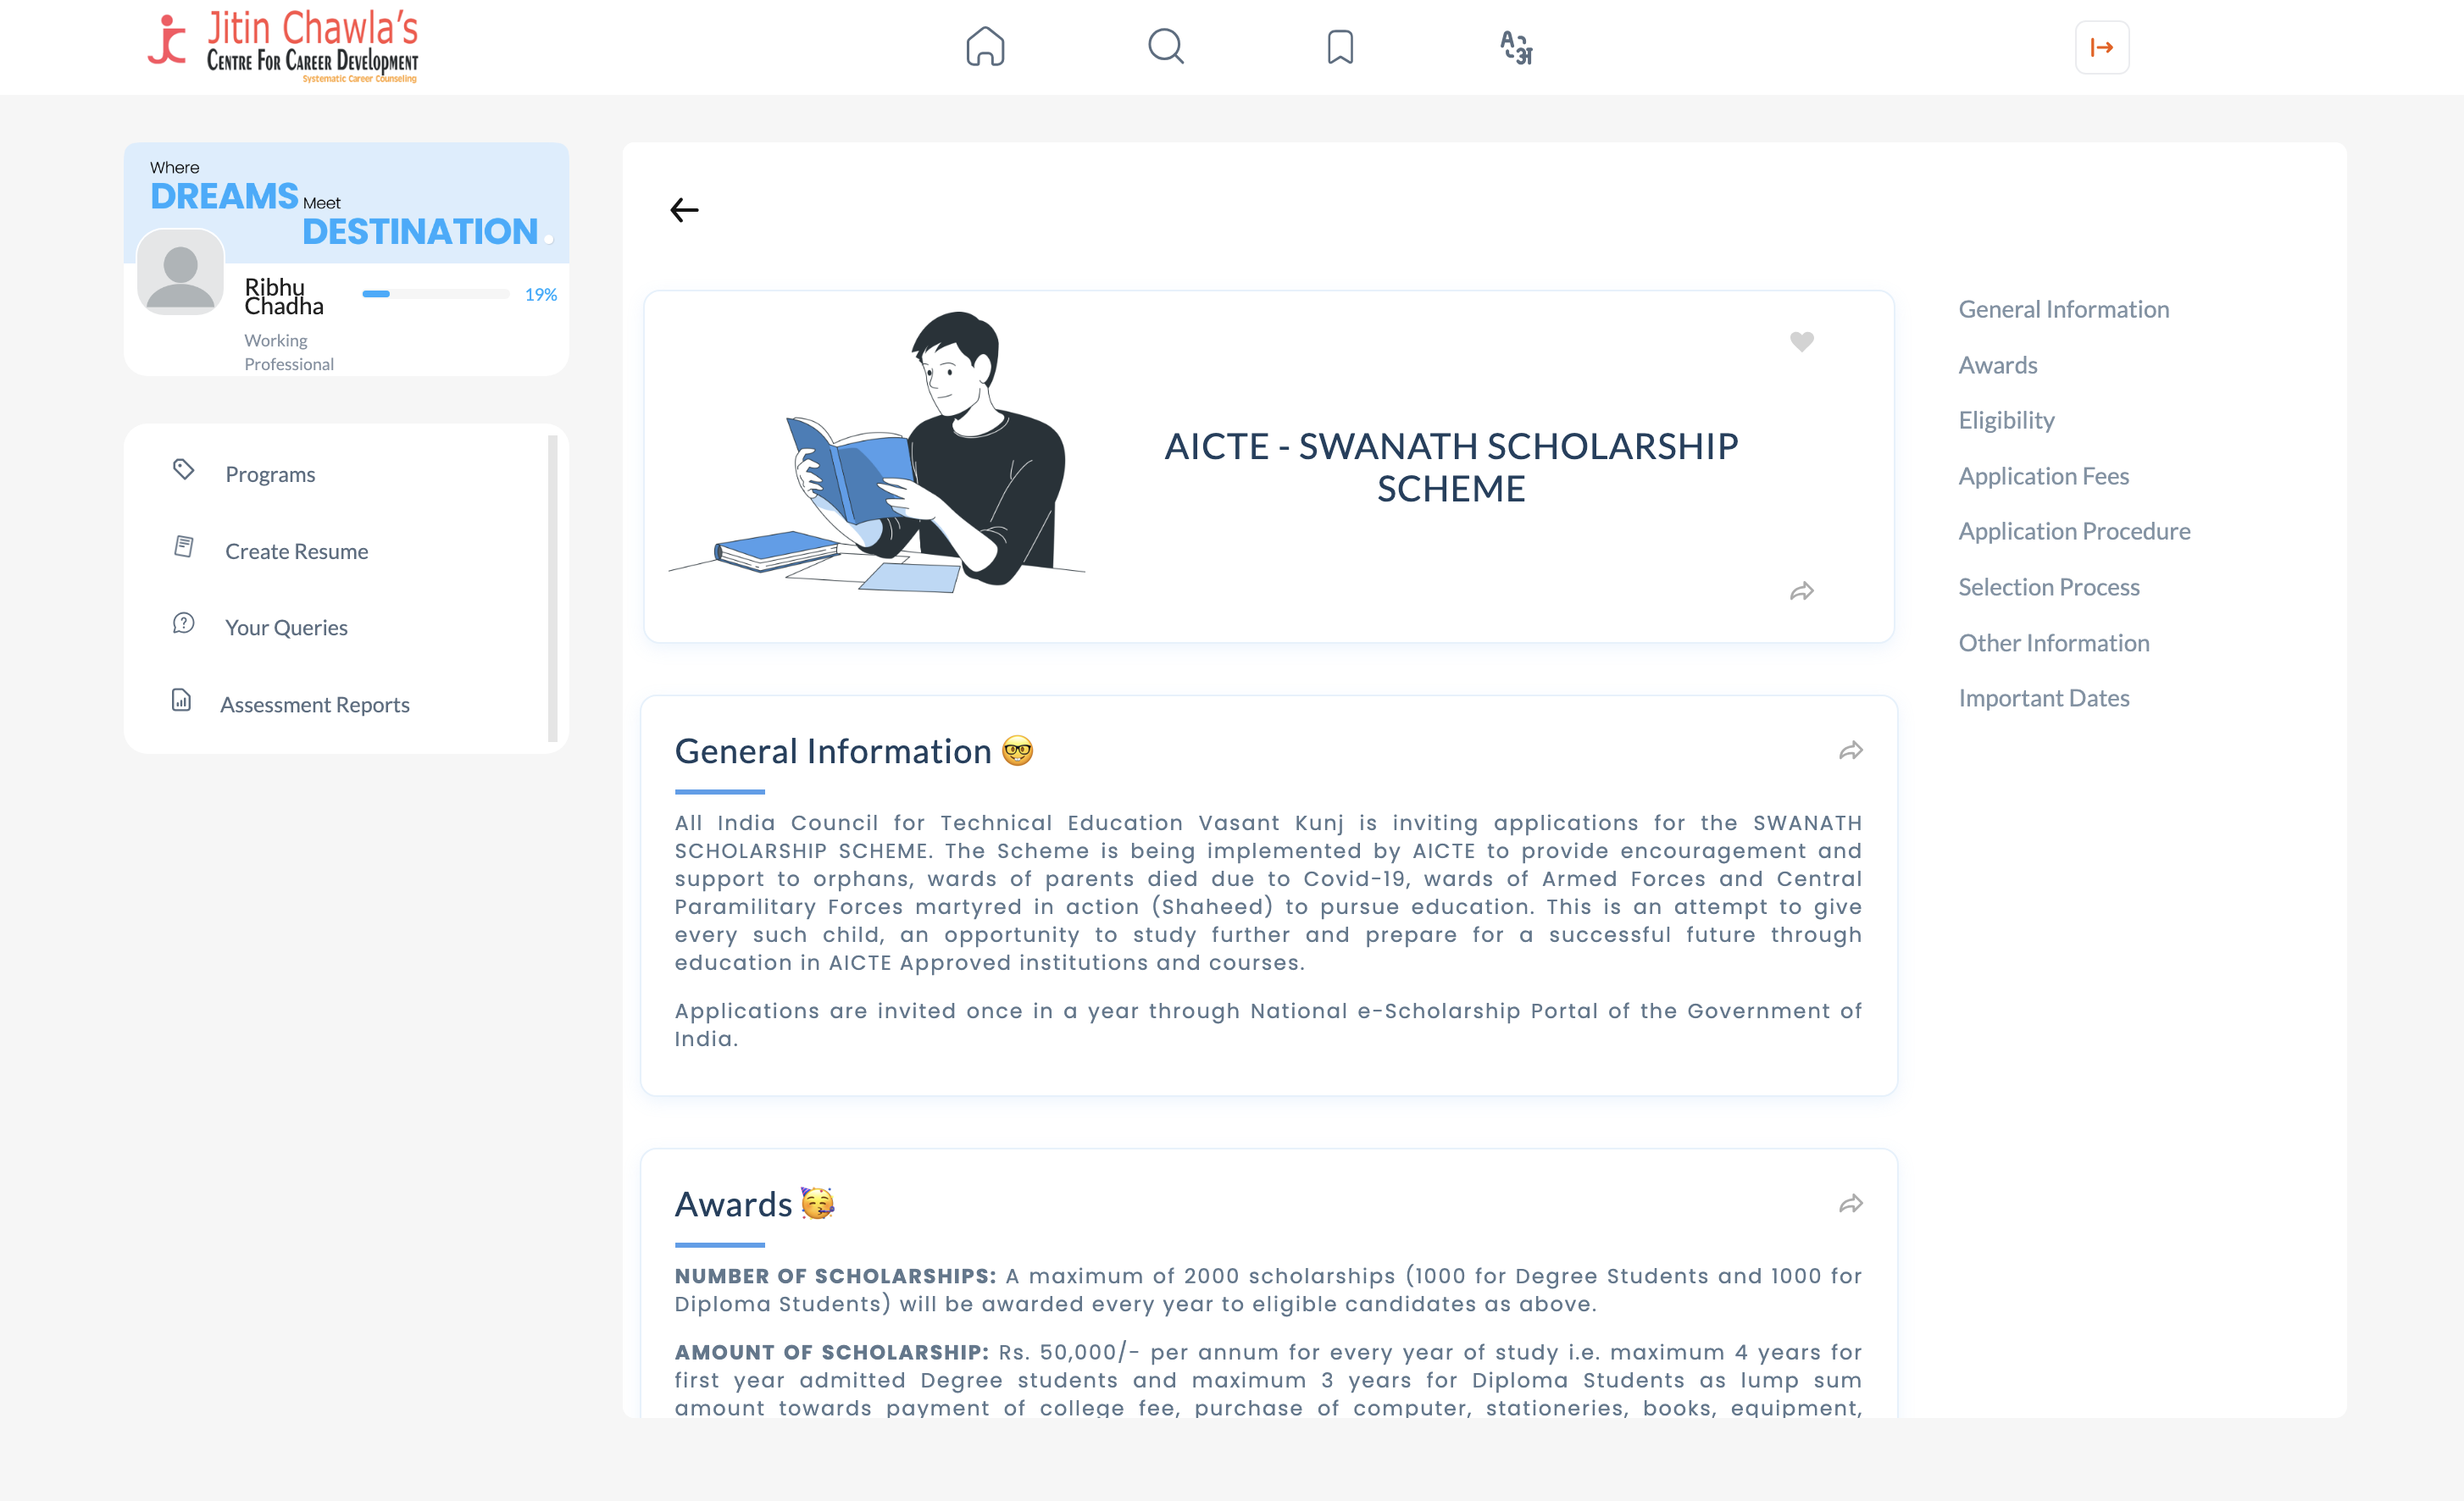 Jitin Chawla's
Centre For Career Development
Systematic Career Counseling
A अ
Where
DREAMS Meet
DESTINATION
Ribhu
Chadha
19%
Working
Professional
Programs
Create Resume
Your Queries
Assessment Reports
AICTE - SWANATH SCHOLARSHIP
SCHEME
General Information
Awards
Eligibility
Application Fees
Application Procedure
Selection Process
Other Information
Important Dates
General Information
All India Council for Technical Education Vasant Kunj is inviting applications for the SWANATH
SCHOLARSHIP SCHEME. The Scheme is being implemented by AICTE to provide encouragement and
support to orphans, wards of parents died due to Covid-19, wards of Armed Forces and Central
Paramilitary Forces martyred in action (Shaheed) to pursue education. This is an attempt to give
every such child, an opportunity to study further and prepare for a successful future through
education in AICTE Approved institutions and courses.
Applications are invited once in a year through National e-Scholarship Portal of the Government of
India.
Awards
NUMBER OF SCHOLARSHIPS: A maximum of 2000 scholarships (1000 for Degree Students and 1000 for
Diploma Students) will be awarded every year to eligible candidates as above.
AMOUNT OF SCHOLARSHIP: Rs. 50,000/- per annum for every year of study i.e. maximum 4 years for
first year admitted Degree students and maximum 3 years for Diploma Students as lump sum
amount towards payment of college fee, purchase of computer, stationeries, books, equipment,